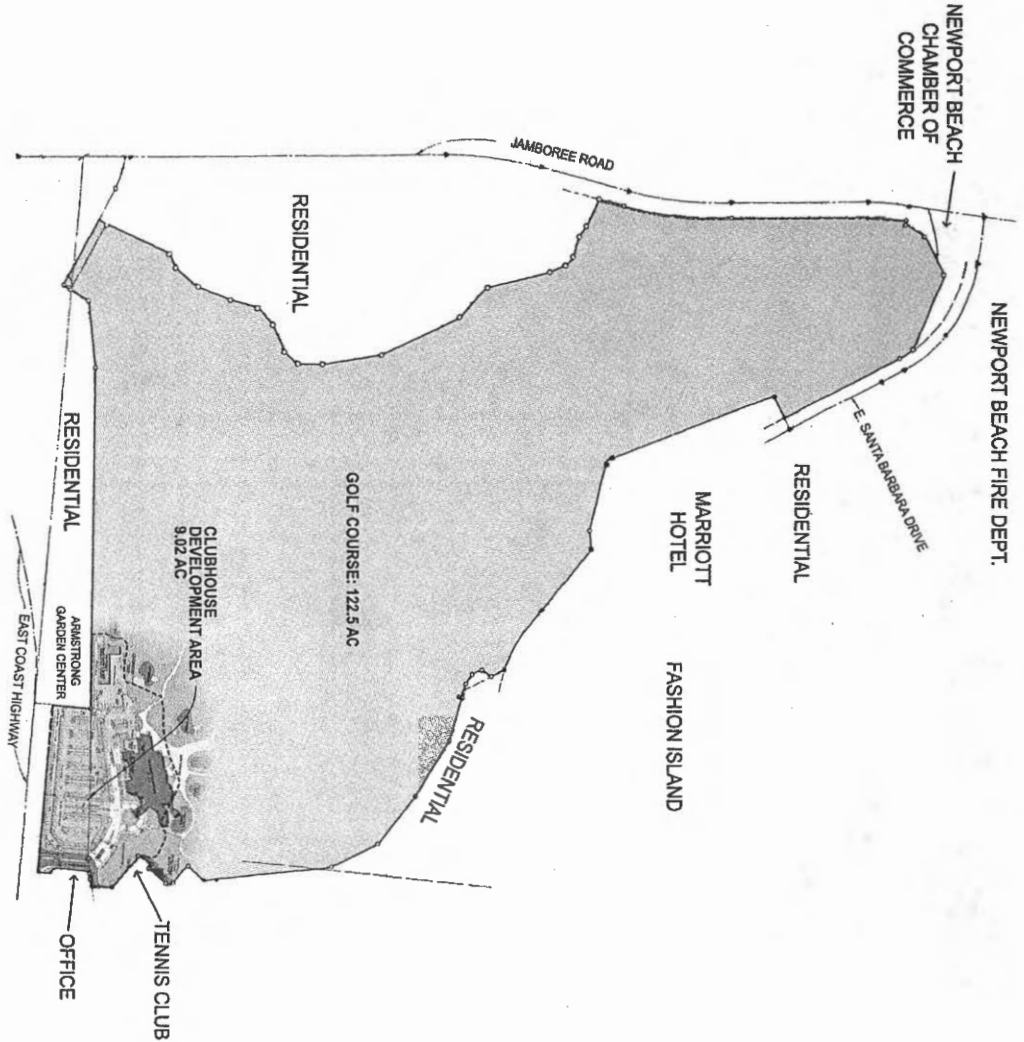 NEWPORT BEACH
CHAMBER OF
COMMERCE
NEWPORT BEACH FIRE DEPT.
JAMBOREE ROAD
E. SANTA BARBARA DRIVE
RESIDENTIAL
RESIDENTIAL
MARRIOTT
HOTEL
FASHION ISLAND
GOLF COURSE: 122.5 AC
RESIDENTIAL
CLUBHOUSE
DEVELOPMENT AREA
9.02 AC
RESIDENTIAL
ARMSTRONG
GARDEN CENTER
EAST COAST HIGHWAY
TENNIS CLUB
OFFICE